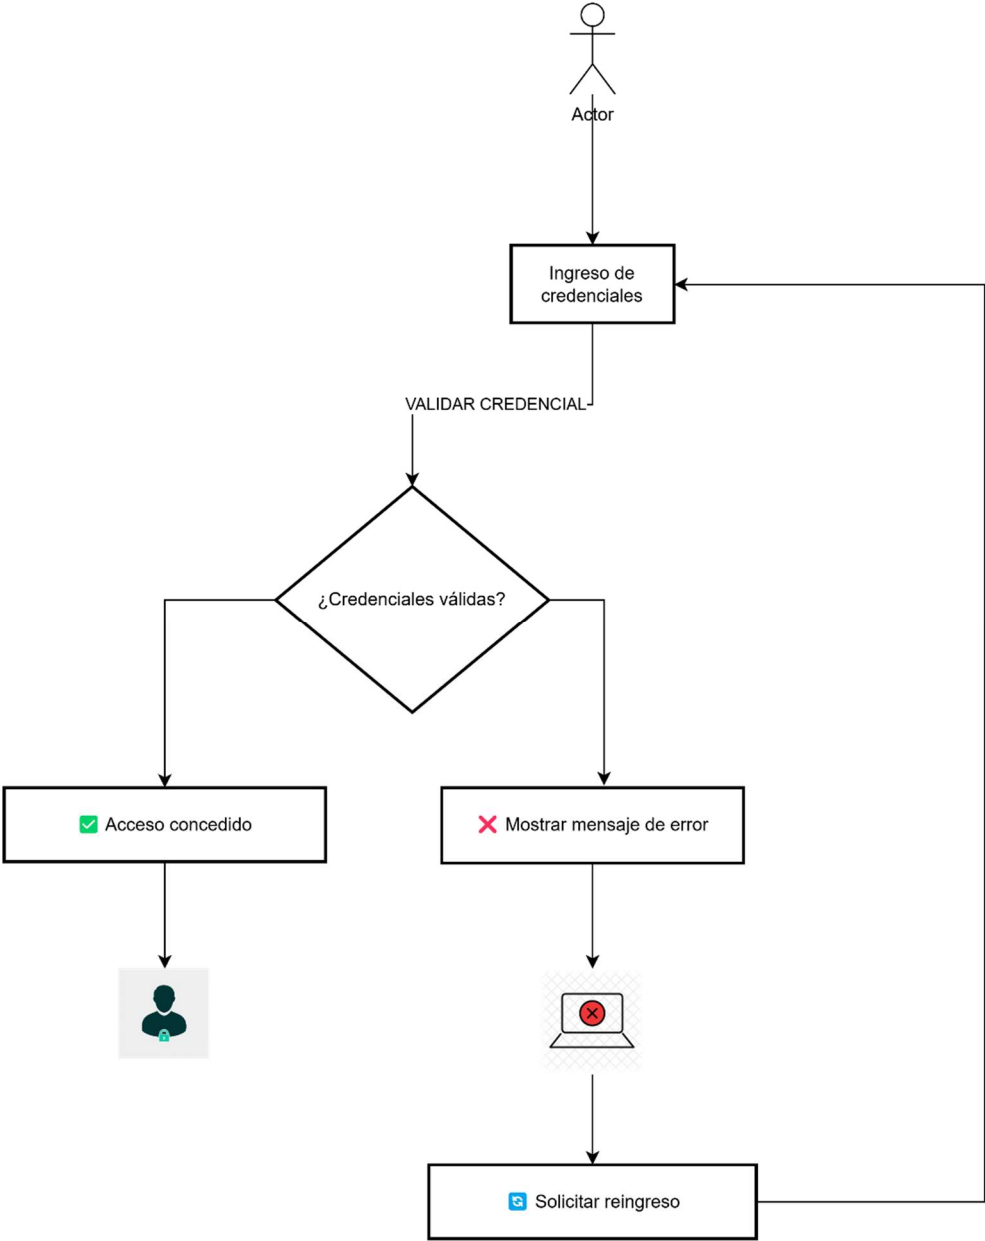 Actor
Ingreso de
credenciales
VALIDAR CREDENCIAL
¿Credenciales válidas?
✅ Acceso concedido
❌ Mostrar mensaje de error
🔄 Solicitar reingreso